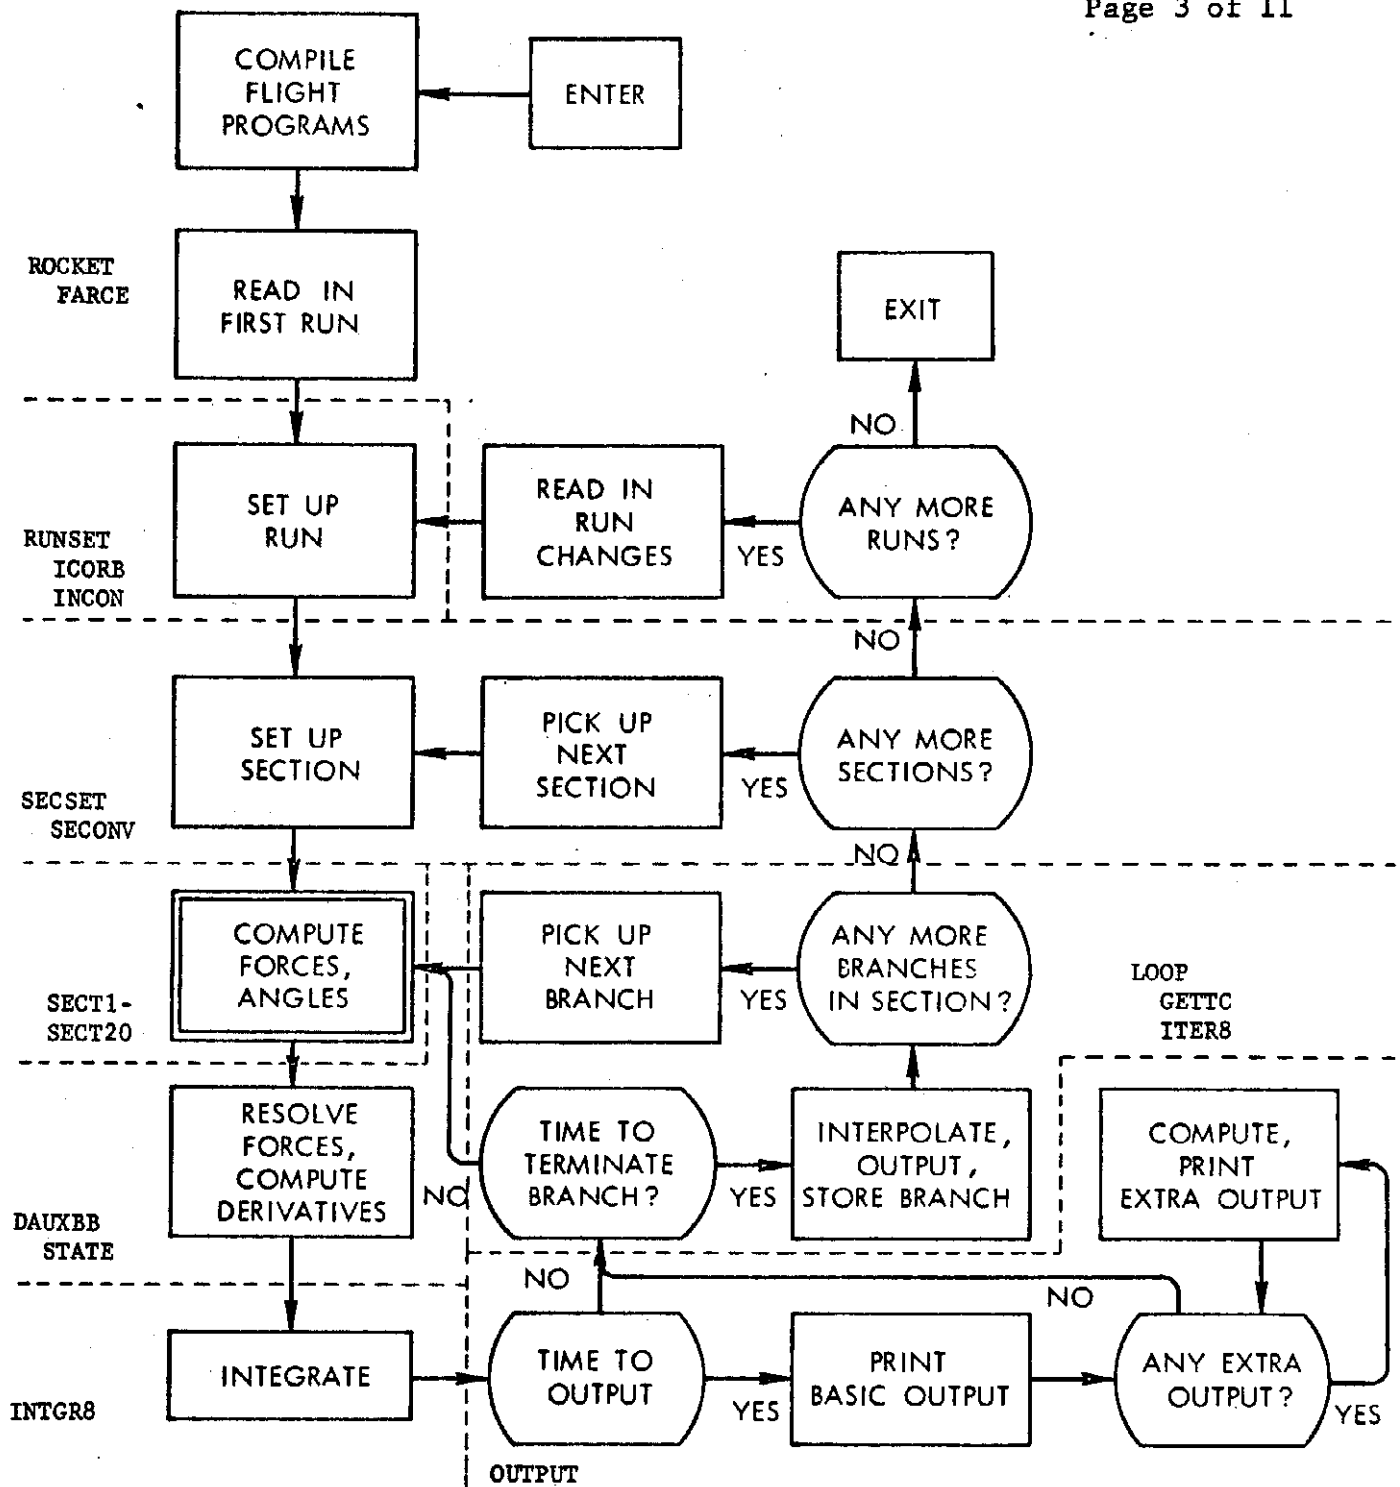 Page 3 of 11
COMPILE
FLIGHT
PROGRAMS
ENTER
ROCKET
FARCE
READ IN
FIRST RUN
EXIT
NO
RUNSET
ICORB
INCON
SET UP
RUN
READ IN
RUN
CHANGES
YES
ANY MORE
RUNS?
NO
SECSET
SECONV
SET UP
SECTION
PICK UP
NEXT
SECTION
YES
ANY MORE
SECTIONS?
NO
SECT1-
SECT20
COMPUTE
FORCES,
ANGLES
PICK UP
NEXT
BRANCH
YES
ANY MORE
BRANCHES
IN SECTION?
LOOP
GETTC
ITER8
DAUXBB
STATE
RESOLVE
FORCES,
COMPUTE
DERIVATIVES
NO
TIME TO
TERMINATE
BRANCH?
YES
INTERPOLATE,
OUTPUT,
STORE BRANCH
COMPUTE,
PRINT
EXTRA OUTPUT
NO
NO
INTGR8
INTEGRATE
TIME TO
OUTPUT
YES
PRINT
BASIC OUTPUT
ANY EXTRA
OUTPUT?
YES
OUTPUT